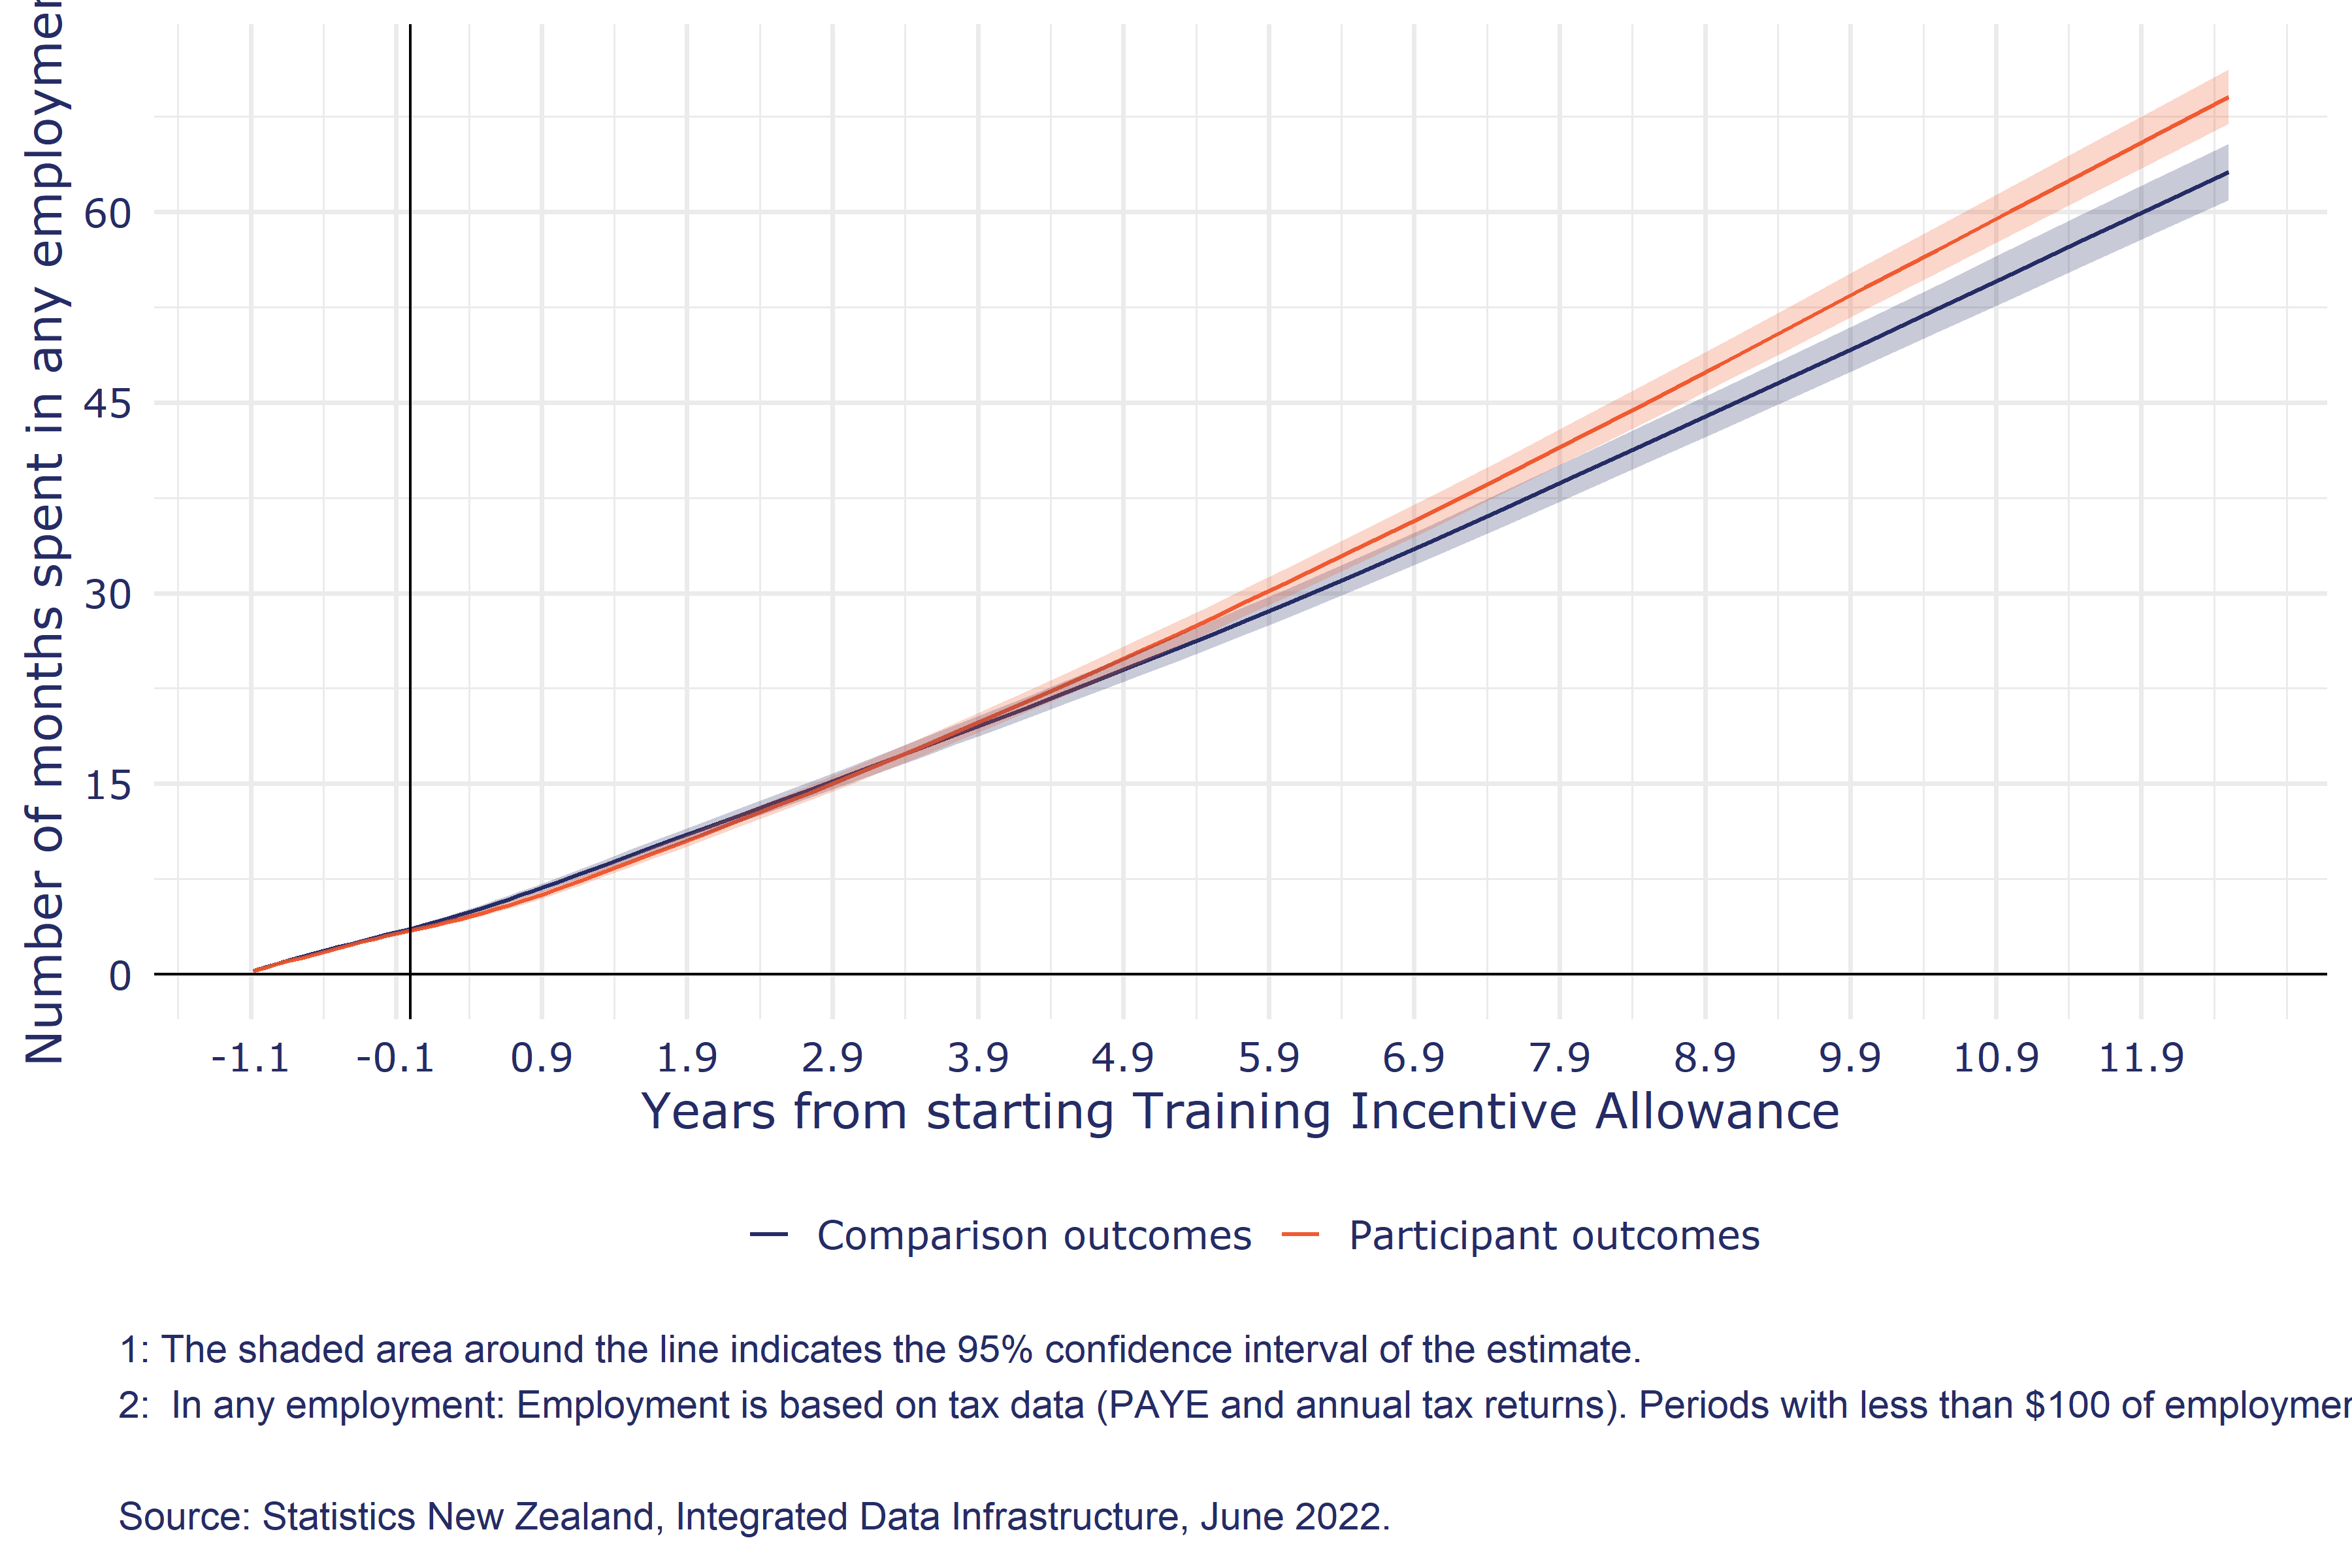 Number of months spent in any
60
45
30
15
0
-1.1 -0.1 0.9 1.9 2.9 3.9 4.9 5.9 6.9 7.9 8.9 9.9 10.9 11.9
Years from starting Training Incentive Allowance
Comparison outcomes Participant outcomes
1: The shaded area around the line indicates the 95% confidence interval of the estimate.
2: In any employment: Employment is based on tax data (PAYE and annual tax returns). Periods with less than $100 of
Source: Statistics New Zealand, Integrated Data Infrastructure, June 2022.